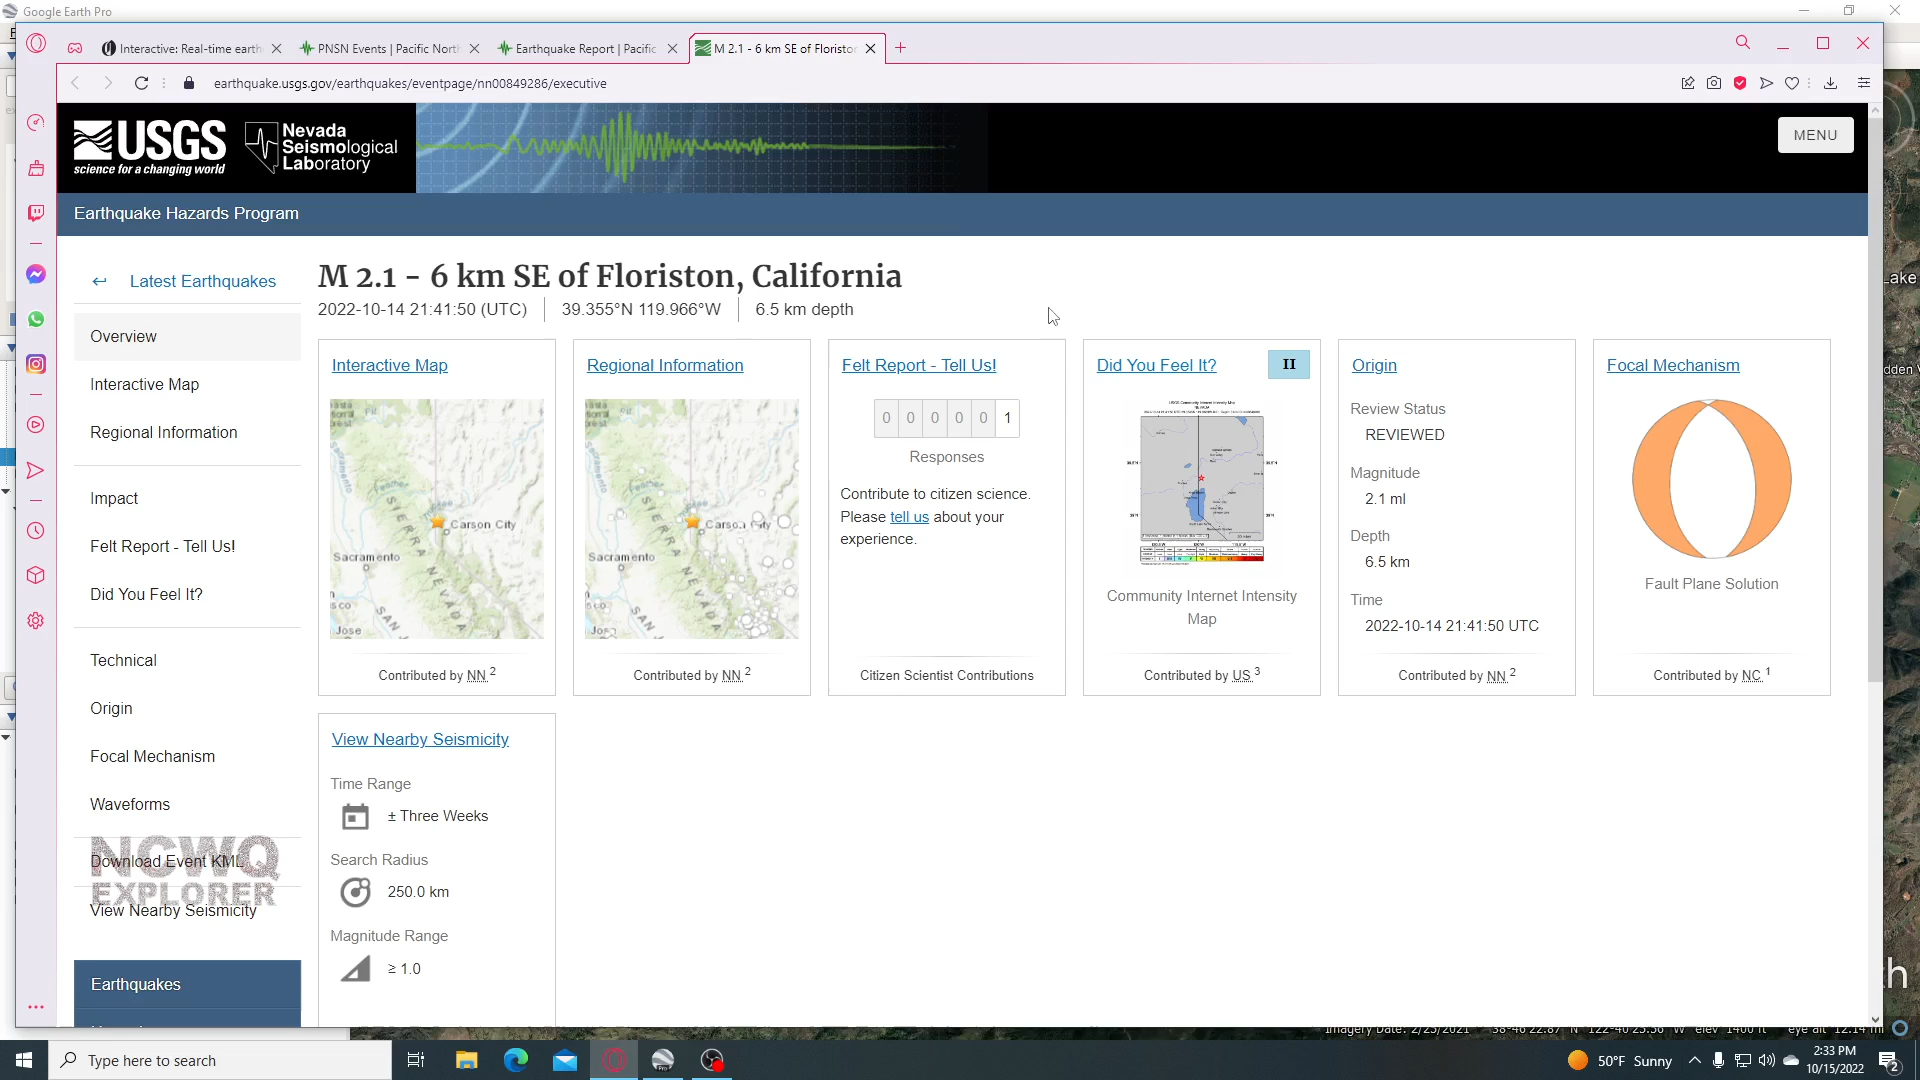 Google Earth Pro
Interactive: Real-time earth
PNSN Events | Pacific Nort
Earthquake Report | Pacific
M 2.1 - 6 km SE of Floristor
earthquake.usgs.gov/earthquakes/eventpage/nn00849286/executive
USGS
science for a changing world
Nevada
Seismological
Laboratory
MENU
Earthquake Hazards Program
Latest Earthquakes
Overview
Interactive Map
Regional Information
Impact
Felt Report - Tell Us!
Did You Feel It?
Technical
Origin
Focal Mechanism
Waveforms
Download Event KML
View Nearby Seismicity
NCWQ
EXPLORER
Earthquakes
M 2.1 - 6 km SE of Floriston, California
2022-10-14 21:41:50 (UTC) 39.355°N 119.966°W 6.5 km depth
Interactive Map
Carson City
Sacramento
SIERRA NEVADA
SAN
Jose
Contributed by NN 2
Regional Information
Carson City
Sacramento
SIERRA NEVADA
SAN
Contributed by NN 2
Felt Report - Tell Us!
0 0 0 0 0 1
Responses
Contribute to citizen science.
Please tell us about your
experience.
Citizen Scientist Contributions
Did You Feel It?
II
Community Internet Intensity
Map
Contributed by US 3
Origin
Review Status
REVIEWED
Magnitude
2.1 ml
Depth
6.5 km
Time
2022-10-14 21:41:50 UTC
Contributed by NN 2
Focal Mechanism
Fault Plane Solution
Contributed by NC 1
View Nearby Seismicity
Time Range
± Three Weeks
Search Radius
250.0 km
Magnitude Range
≥ 1.0
Type here to search
50°F Sunny
2:33 PM
10/15/2022
2